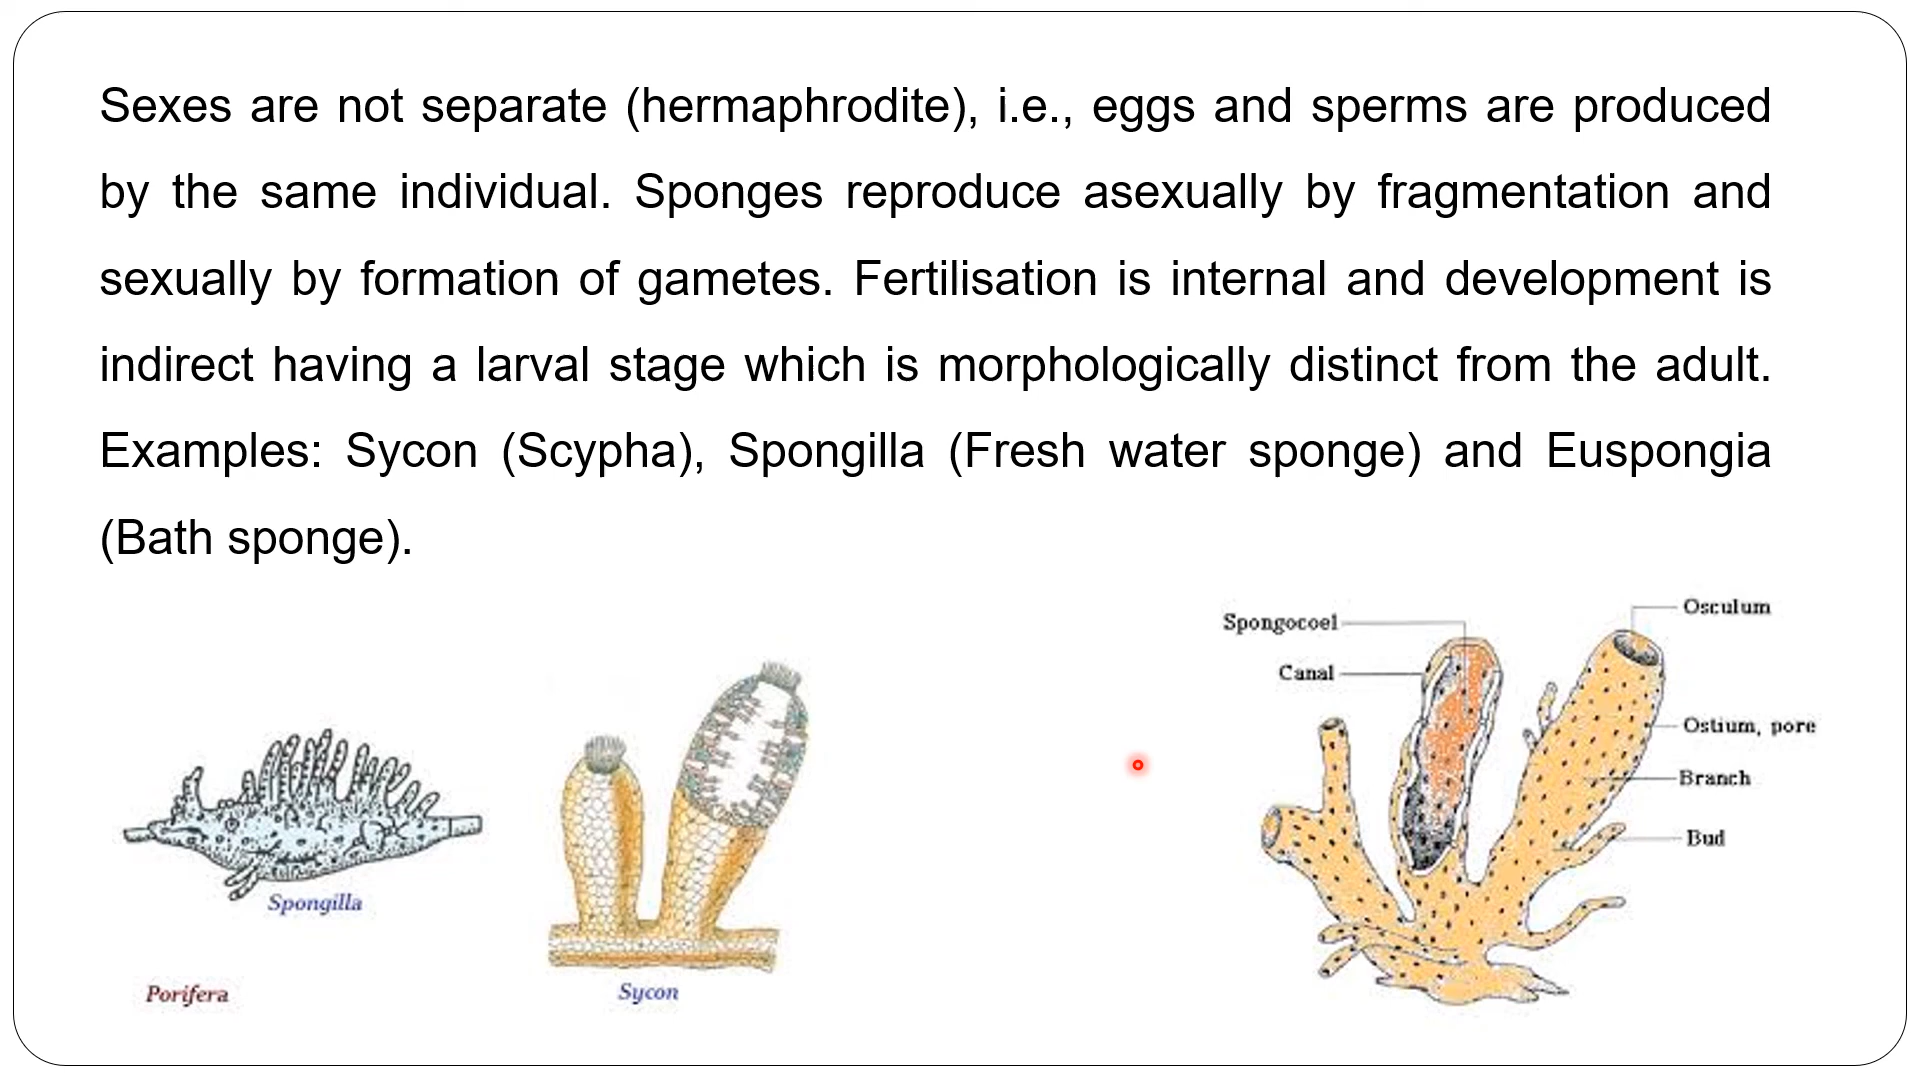 Sexes are not separate (hermaphrodite), i.e., eggs and sperms are produced
by the same individual. Sponges reproduce asexually by fragmentation and
sexually by formation of gametes. Fertilisation is internal and development is
indirect having a larval stage which is morphologically distinct from the adult.
Examples: Sycon (Scypha), Spongilla (Fresh water sponge) and Euspongia
(Bath sponge).
Spongilla
Porifera
Sycon
Spongocoel
Canal
Osculum
Ostium, pore
Branch
Bud